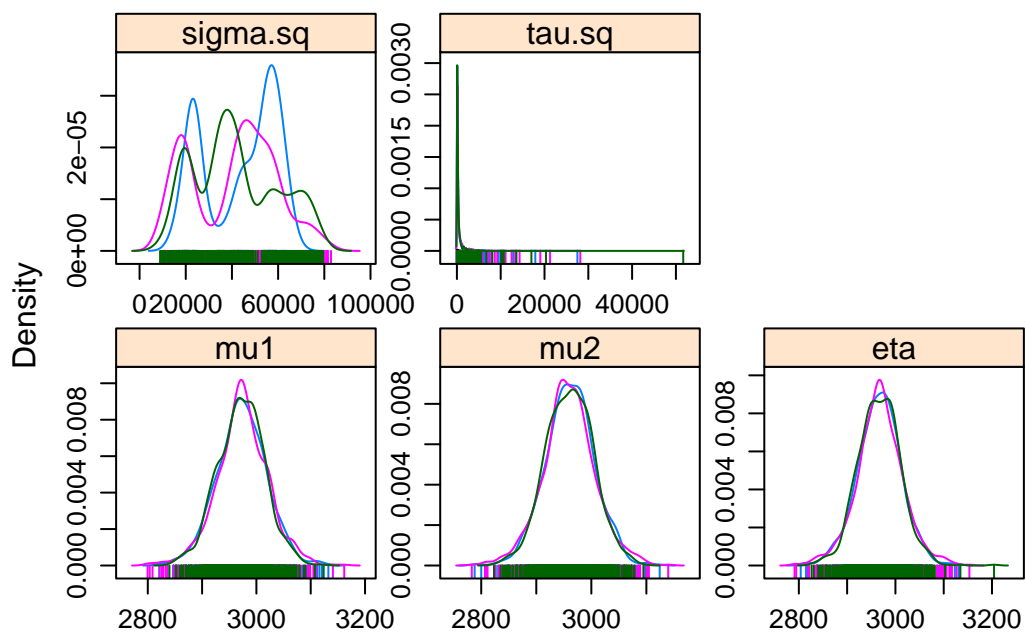 Density
sigma.sq
0e+00 2e−05
0 20000 60000 100000
tau.sq
0.0000 0.0015 0.0030
0 20000 40000
mu1
0.000 0.004 0.008
2800 3000 3200
mu2
0.000 0.004 0.008
2800 3000
eta
0.000 0.004 0.008
2800 3000 3200